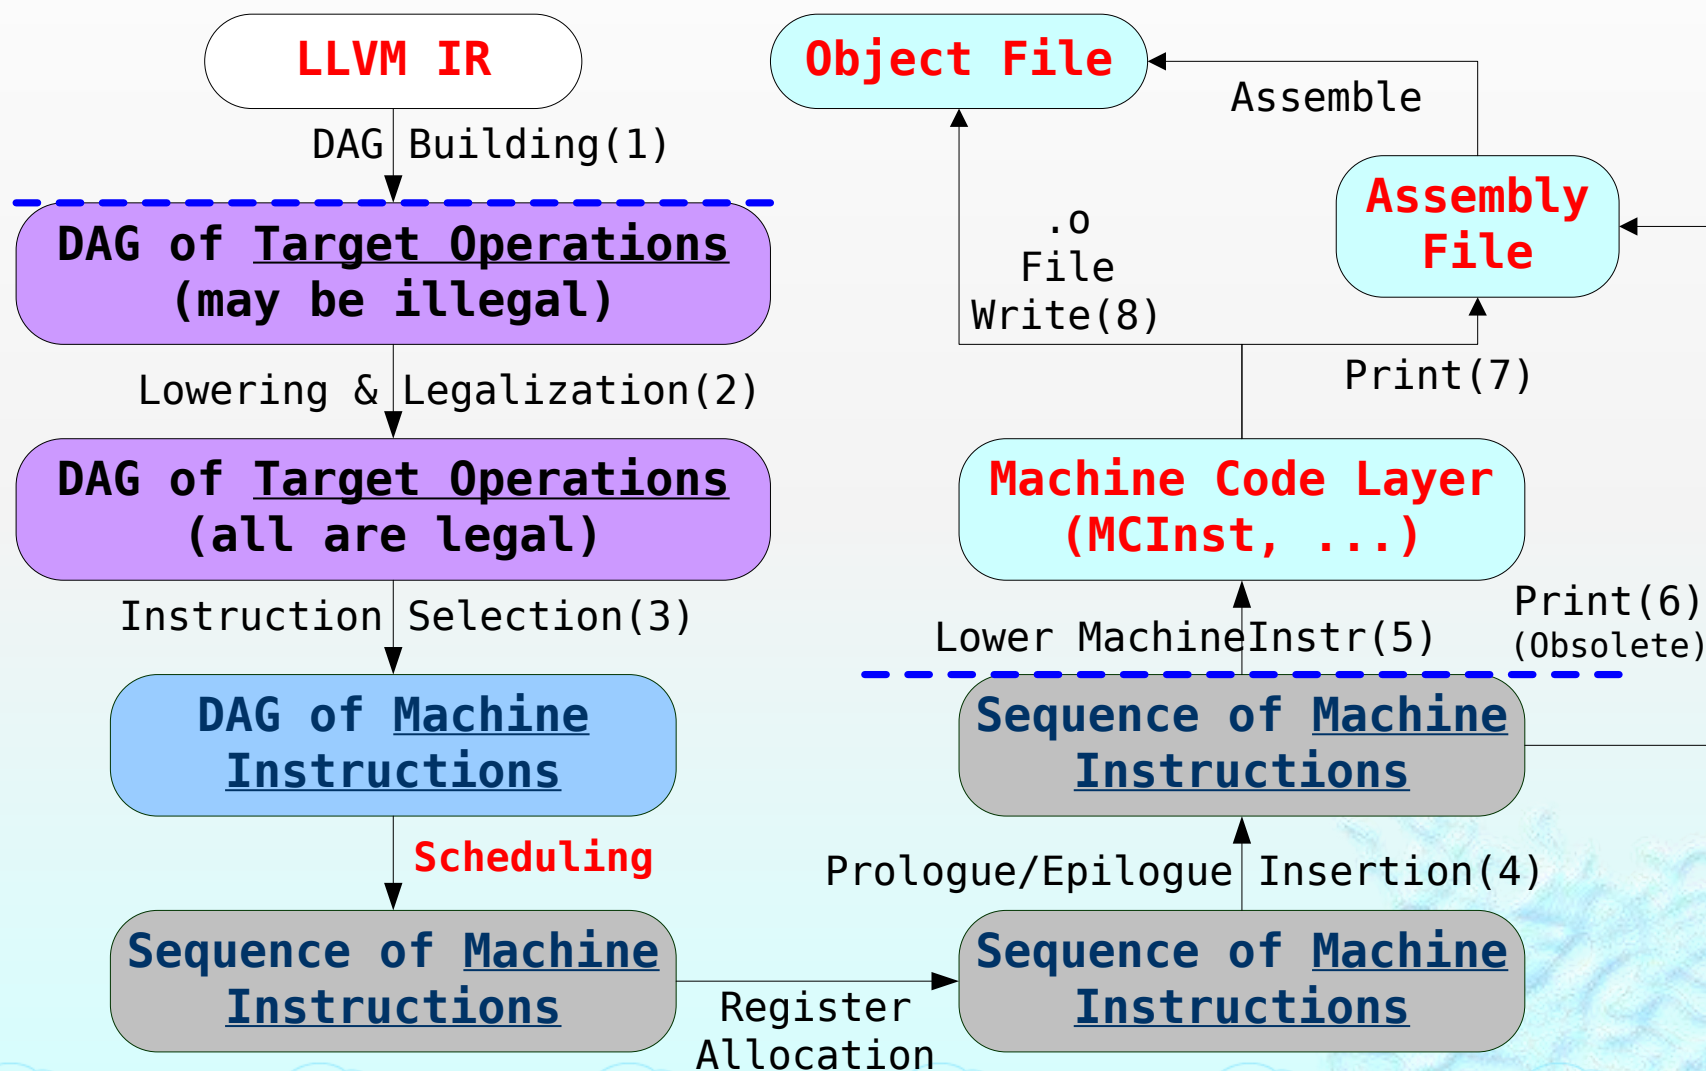 LLVM IR
DAG Building(1)
DAG of Target Operations
(may be illegal)
Lowering & Legalization(2)
DAG of Target Operations
(all are legal)
Instruction Selection(3)
DAG of Machine
Instructions
Scheduling
Sequence of Machine
Instructions
Register
Allocation
Sequence of Machine
Instructions
Prologue/Epilogue Insertion(4)
Sequence of Machine
Instructions
Lower MachineInstr(5)
Print(6)
(Obsolete)
Machine Code Layer
(MCInst, ...)
Print(7)
.o
File
Write(8)
Assembly
File
Assemble
Object File